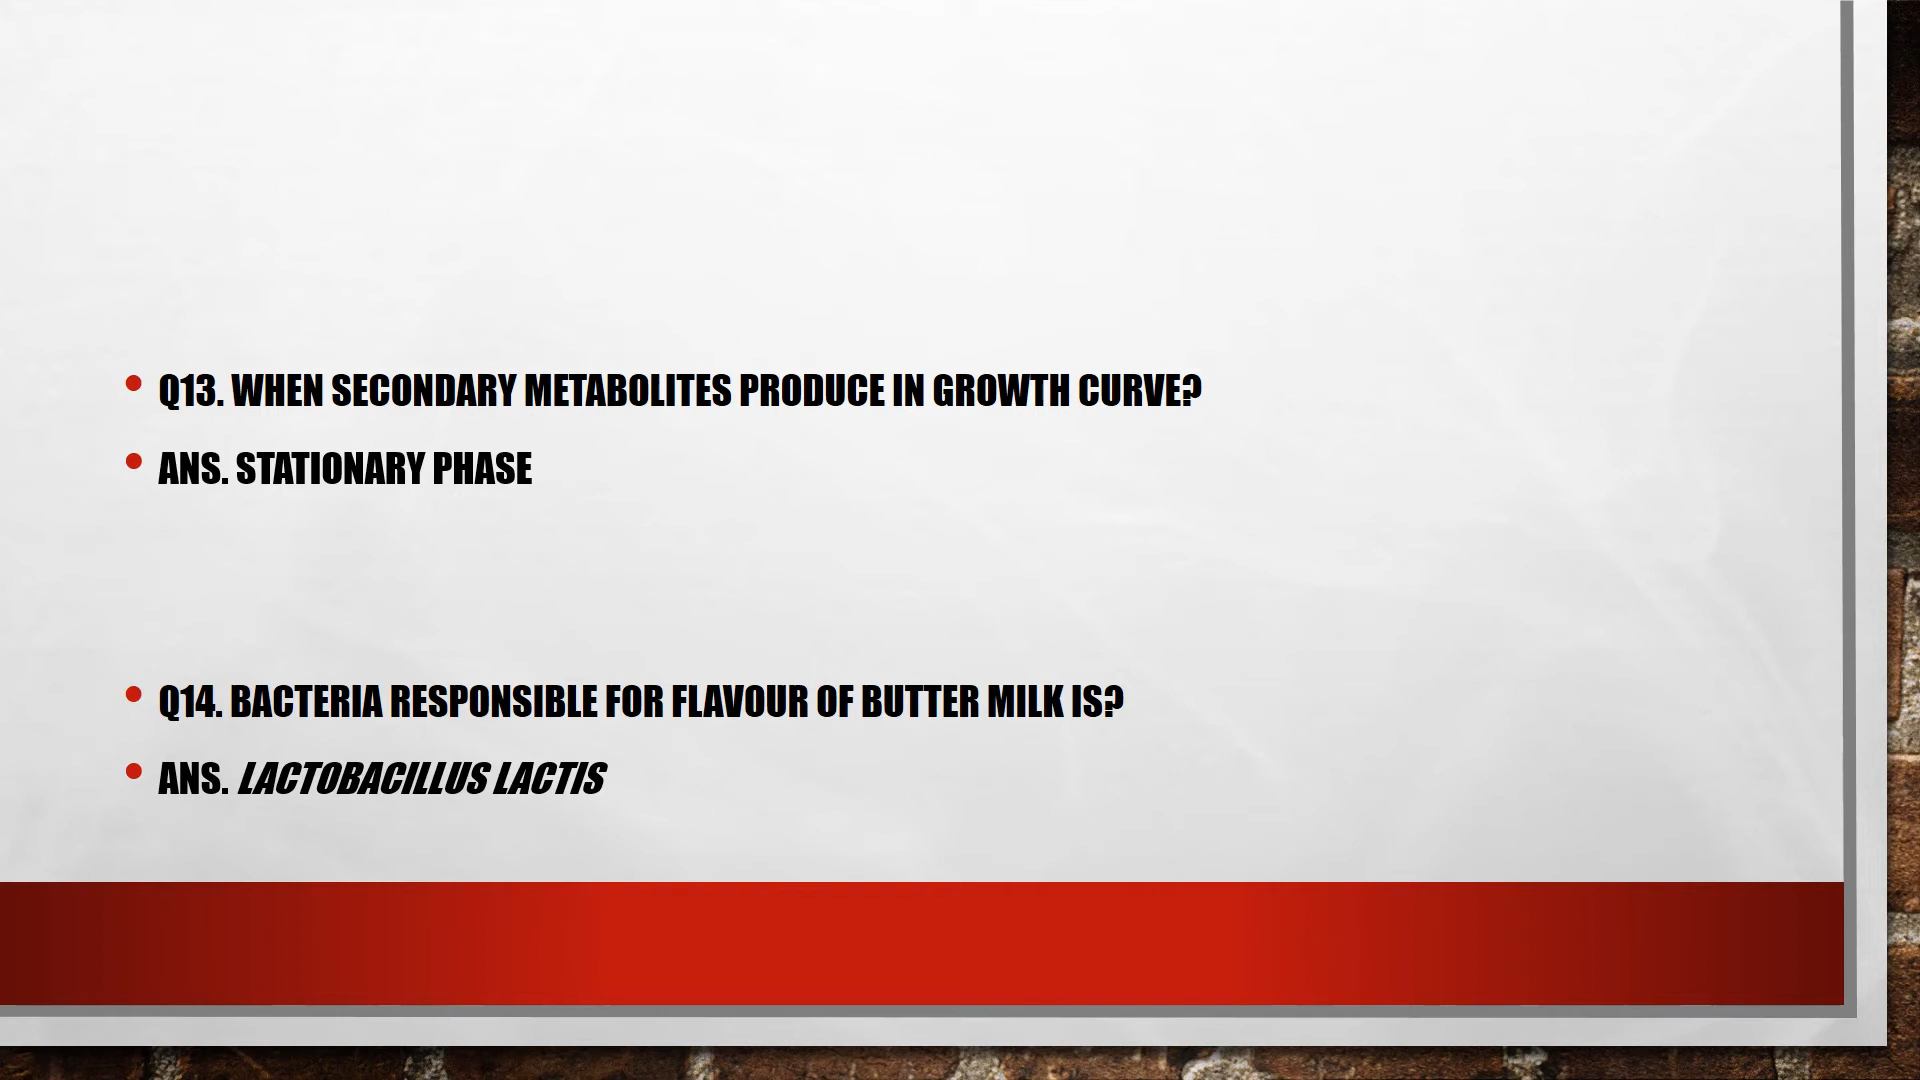 Q13. WHEN SECONDARY METABOLITES PRODUCE IN GROWTH CURVE?
ANS. STATIONARY PHASE
Q14. BACTERIA RESPONSIBLE FOR FLAVOUR OF BUTTER MILK IS?
ANS. LACTOBACILLUS LACTIS